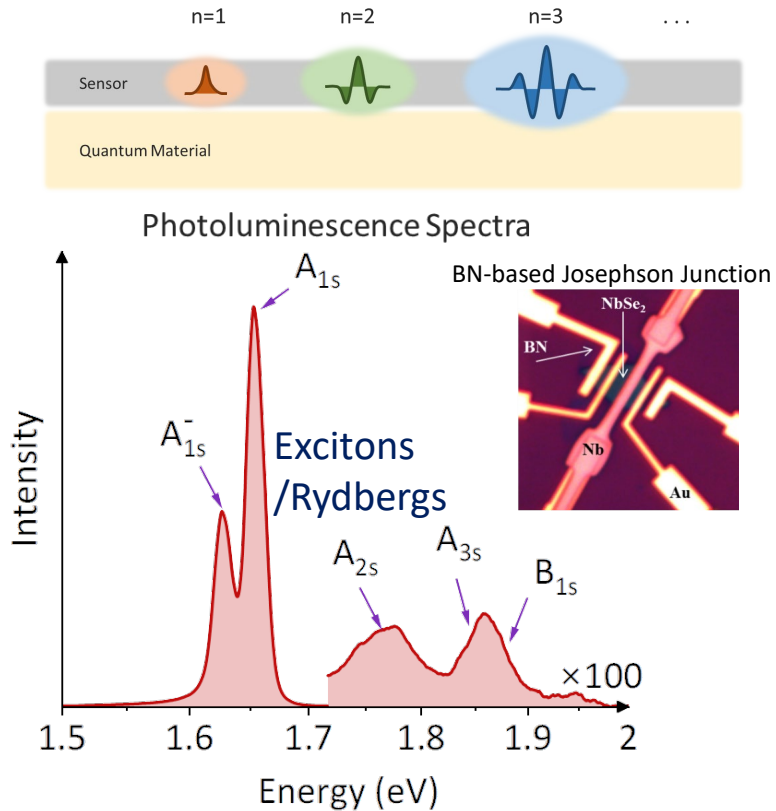 n=1 n=2 n=3 . . .
Sensor
Quantum Material
Photoluminescence Spectra
BN-based Josephson Junction
NbSe₂
BN
Nb
Au
A₁ₛ
A⁻₁ₛ
Excitons
/Rydbergs
A₂ₛ
A₃ₛ
B₁ₛ
×100
Intensity
1.5 1.6 1.7 1.8 1.9 2
Energy (eV)